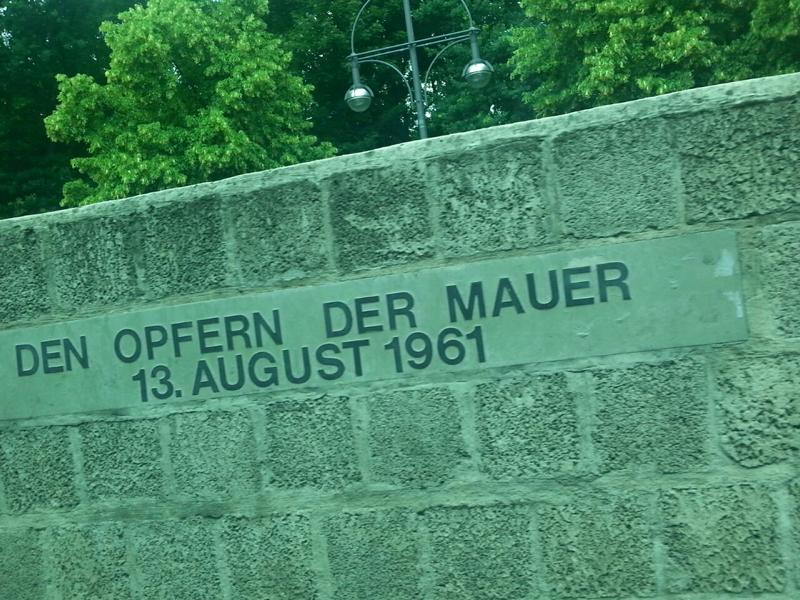 DEN OPFERN DER MAUER
13. AUGUST 1961